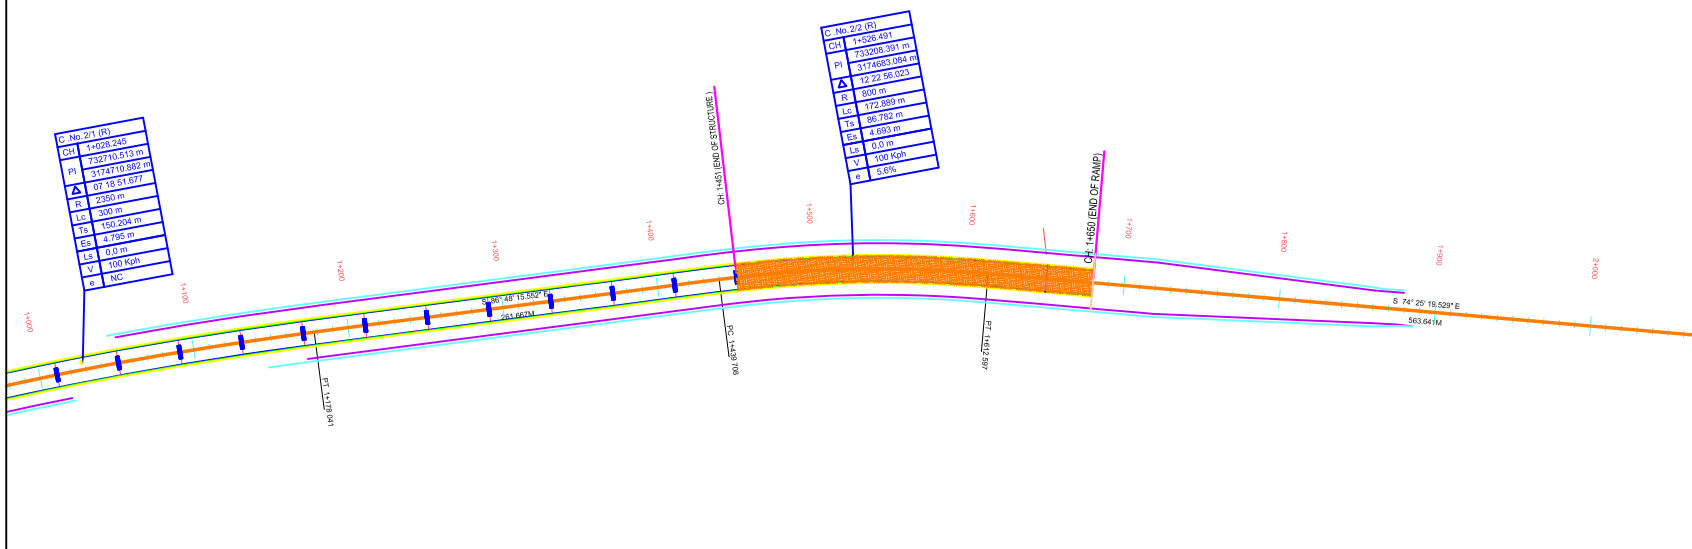 C .No. 2/1 (R)
CH 1+028.245
PI 732710.513 m
3174710.882 m
Δ 07 18 51.677
R 2350 m
Lc 300 m
Ts 150.204 m
Es 4.795 m
Ls 0.0 m
V 100 Kph
e NC
C .No. 2/2 (R)
CH 1+526.491
PI 733208.391 m
3174683.084 m
Δ 12 22 56.023
R 800 m
Lc 172.889 m
Ts 86.782 m
Es 4.693 m
Ls 0.0 m
V 100 Kph
e 5.6%
CH: 1+451 (END OF STRUCTURE )
CH: 1+650 (END OF RAMP)
1+000
1+100
1+200
1+300
1+400
1+500
1+600
1+700
1+800
1+900
2+000
S 86° 48' 15.552" E
261.667M
S 74° 25' 19.529" E
563.641M
PT 1+178 041
PC 1+439 708
PT 1+612 597